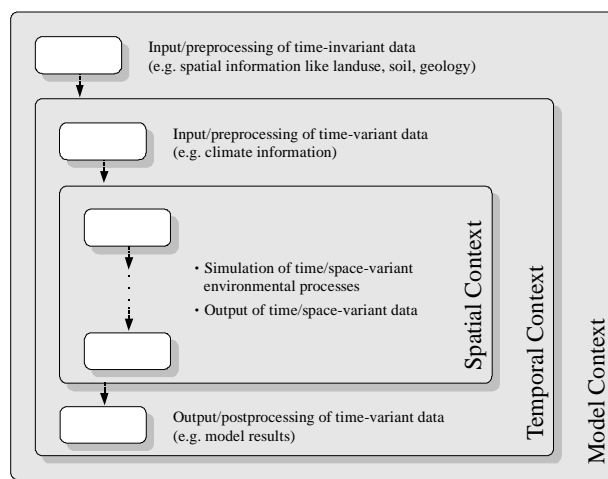 Input/preprocessing of time-invariant data
(e.g. spatial information like landuse, soil, geology)
Input/preprocessing of time-variant data
(e.g. climate information)
• Simulation of time/space-variant
environmental processes
• Output of time/space-variant data
Spatial Context
Temporal Context
Model Context
Output/postprocessing of time-variant data
(e.g. model results)